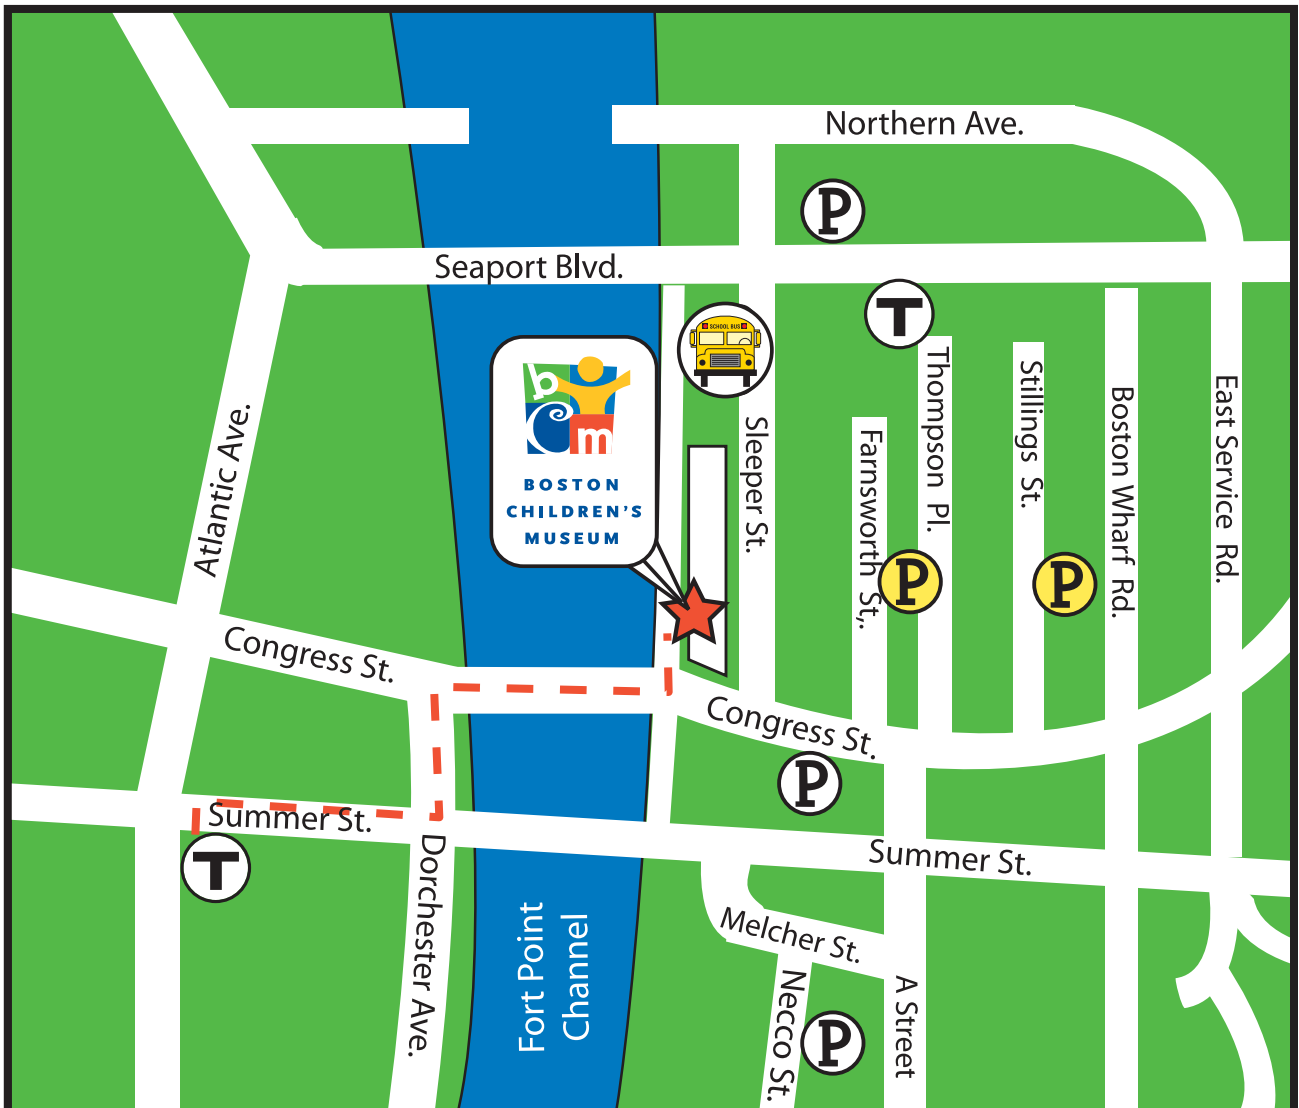 Northern Ave.
P
Seaport Blvd.
T
SCHOOL BUS
b
C
m
BOSTON
CHILDREN'S
MUSEUM
Atlantic Ave.
Sleeper St.
Farnsworth St,.
Thompson Pl.
Stillings St.
Boston Wharf Rd.
East Service Rd.
P
P
Congress St.
Congress St.
P
Summer St.
T
Summer St.
Dorchester Ave.
Fort Point
Channel
Melcher St.
Necco St.
P
A Street